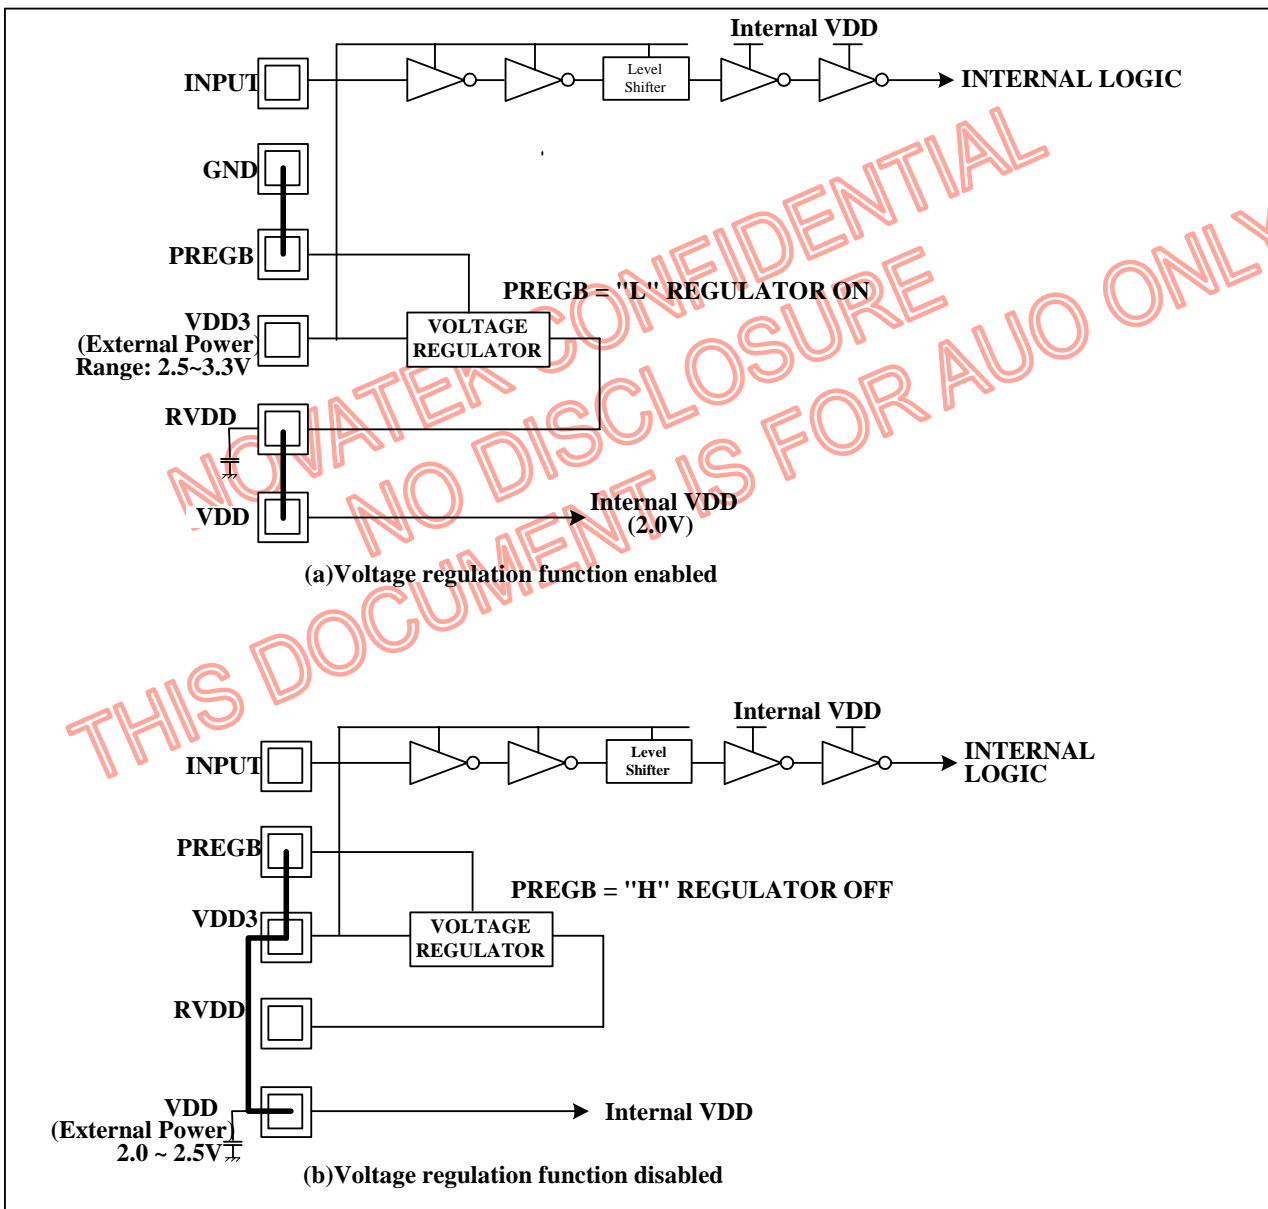 Internal VDD
INPUT
Level
Shifter
INTERNAL LOGIC
GND
PREGB
PREGB = "L" REGULATOR ON
VDD3
(External Power)
Range: 2.5~3.3V
VOLTAGE
REGULATOR
RVDD
VDD
Internal VDD
(2.0V)
(a)Voltage regulation function enabled
NOVATEK CONFIDENTIAL
NO DISCLOSURE
THIS DOCUMENT IS FOR AUO ONLY
Internal VDD
INPUT
Level
Shifter
INTERNAL
LOGIC
PREGB
PREGB = "H" REGULATOR OFF
VDD3
VOLTAGE
REGULATOR
RVDD
VDD
(External Power)
2.0 ~ 2.5V
Internal VDD
(b)Voltage regulation function disabled